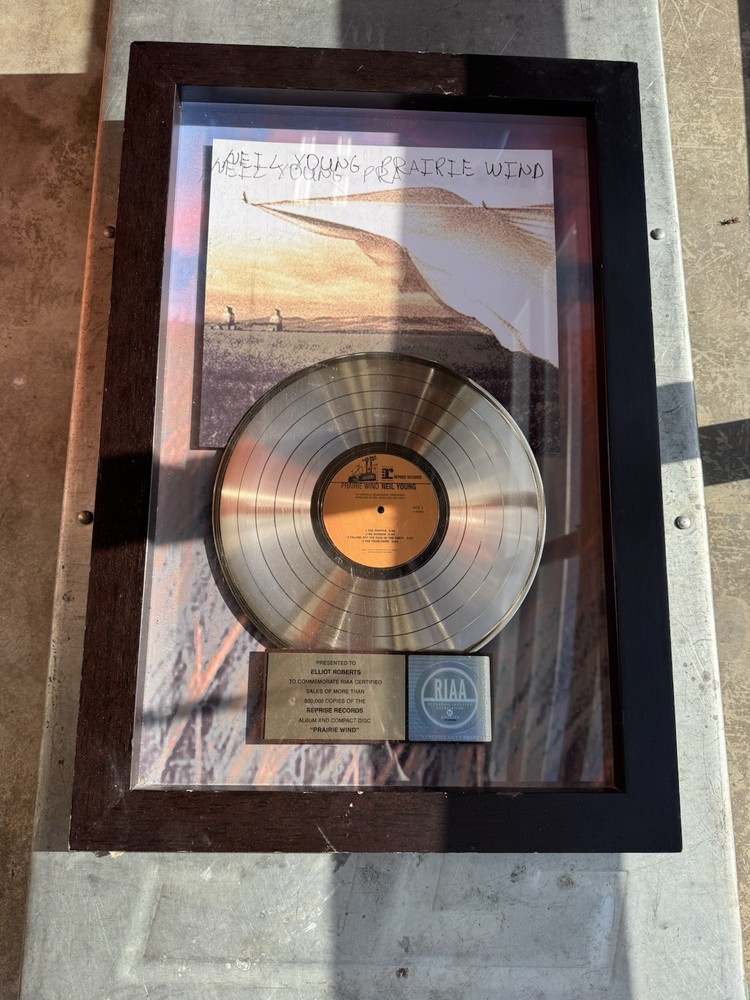 NEIL YOUNG PRAIRIE WIND
NEIL YOUNG PRA
REPRISE RECORDS
PRAIRIE WIND NEIL YOUNG
PRESENTED TO
ELLIOT ROBERTS
TO COMMEMORATE RIAA CERTIFIED
SALES OF MORE THAN
500,000 COPIES OF THE
REPRISE RECORDS
ALBUM AND COMPACT DISC
"PRAIRIE WIND"
RIAA